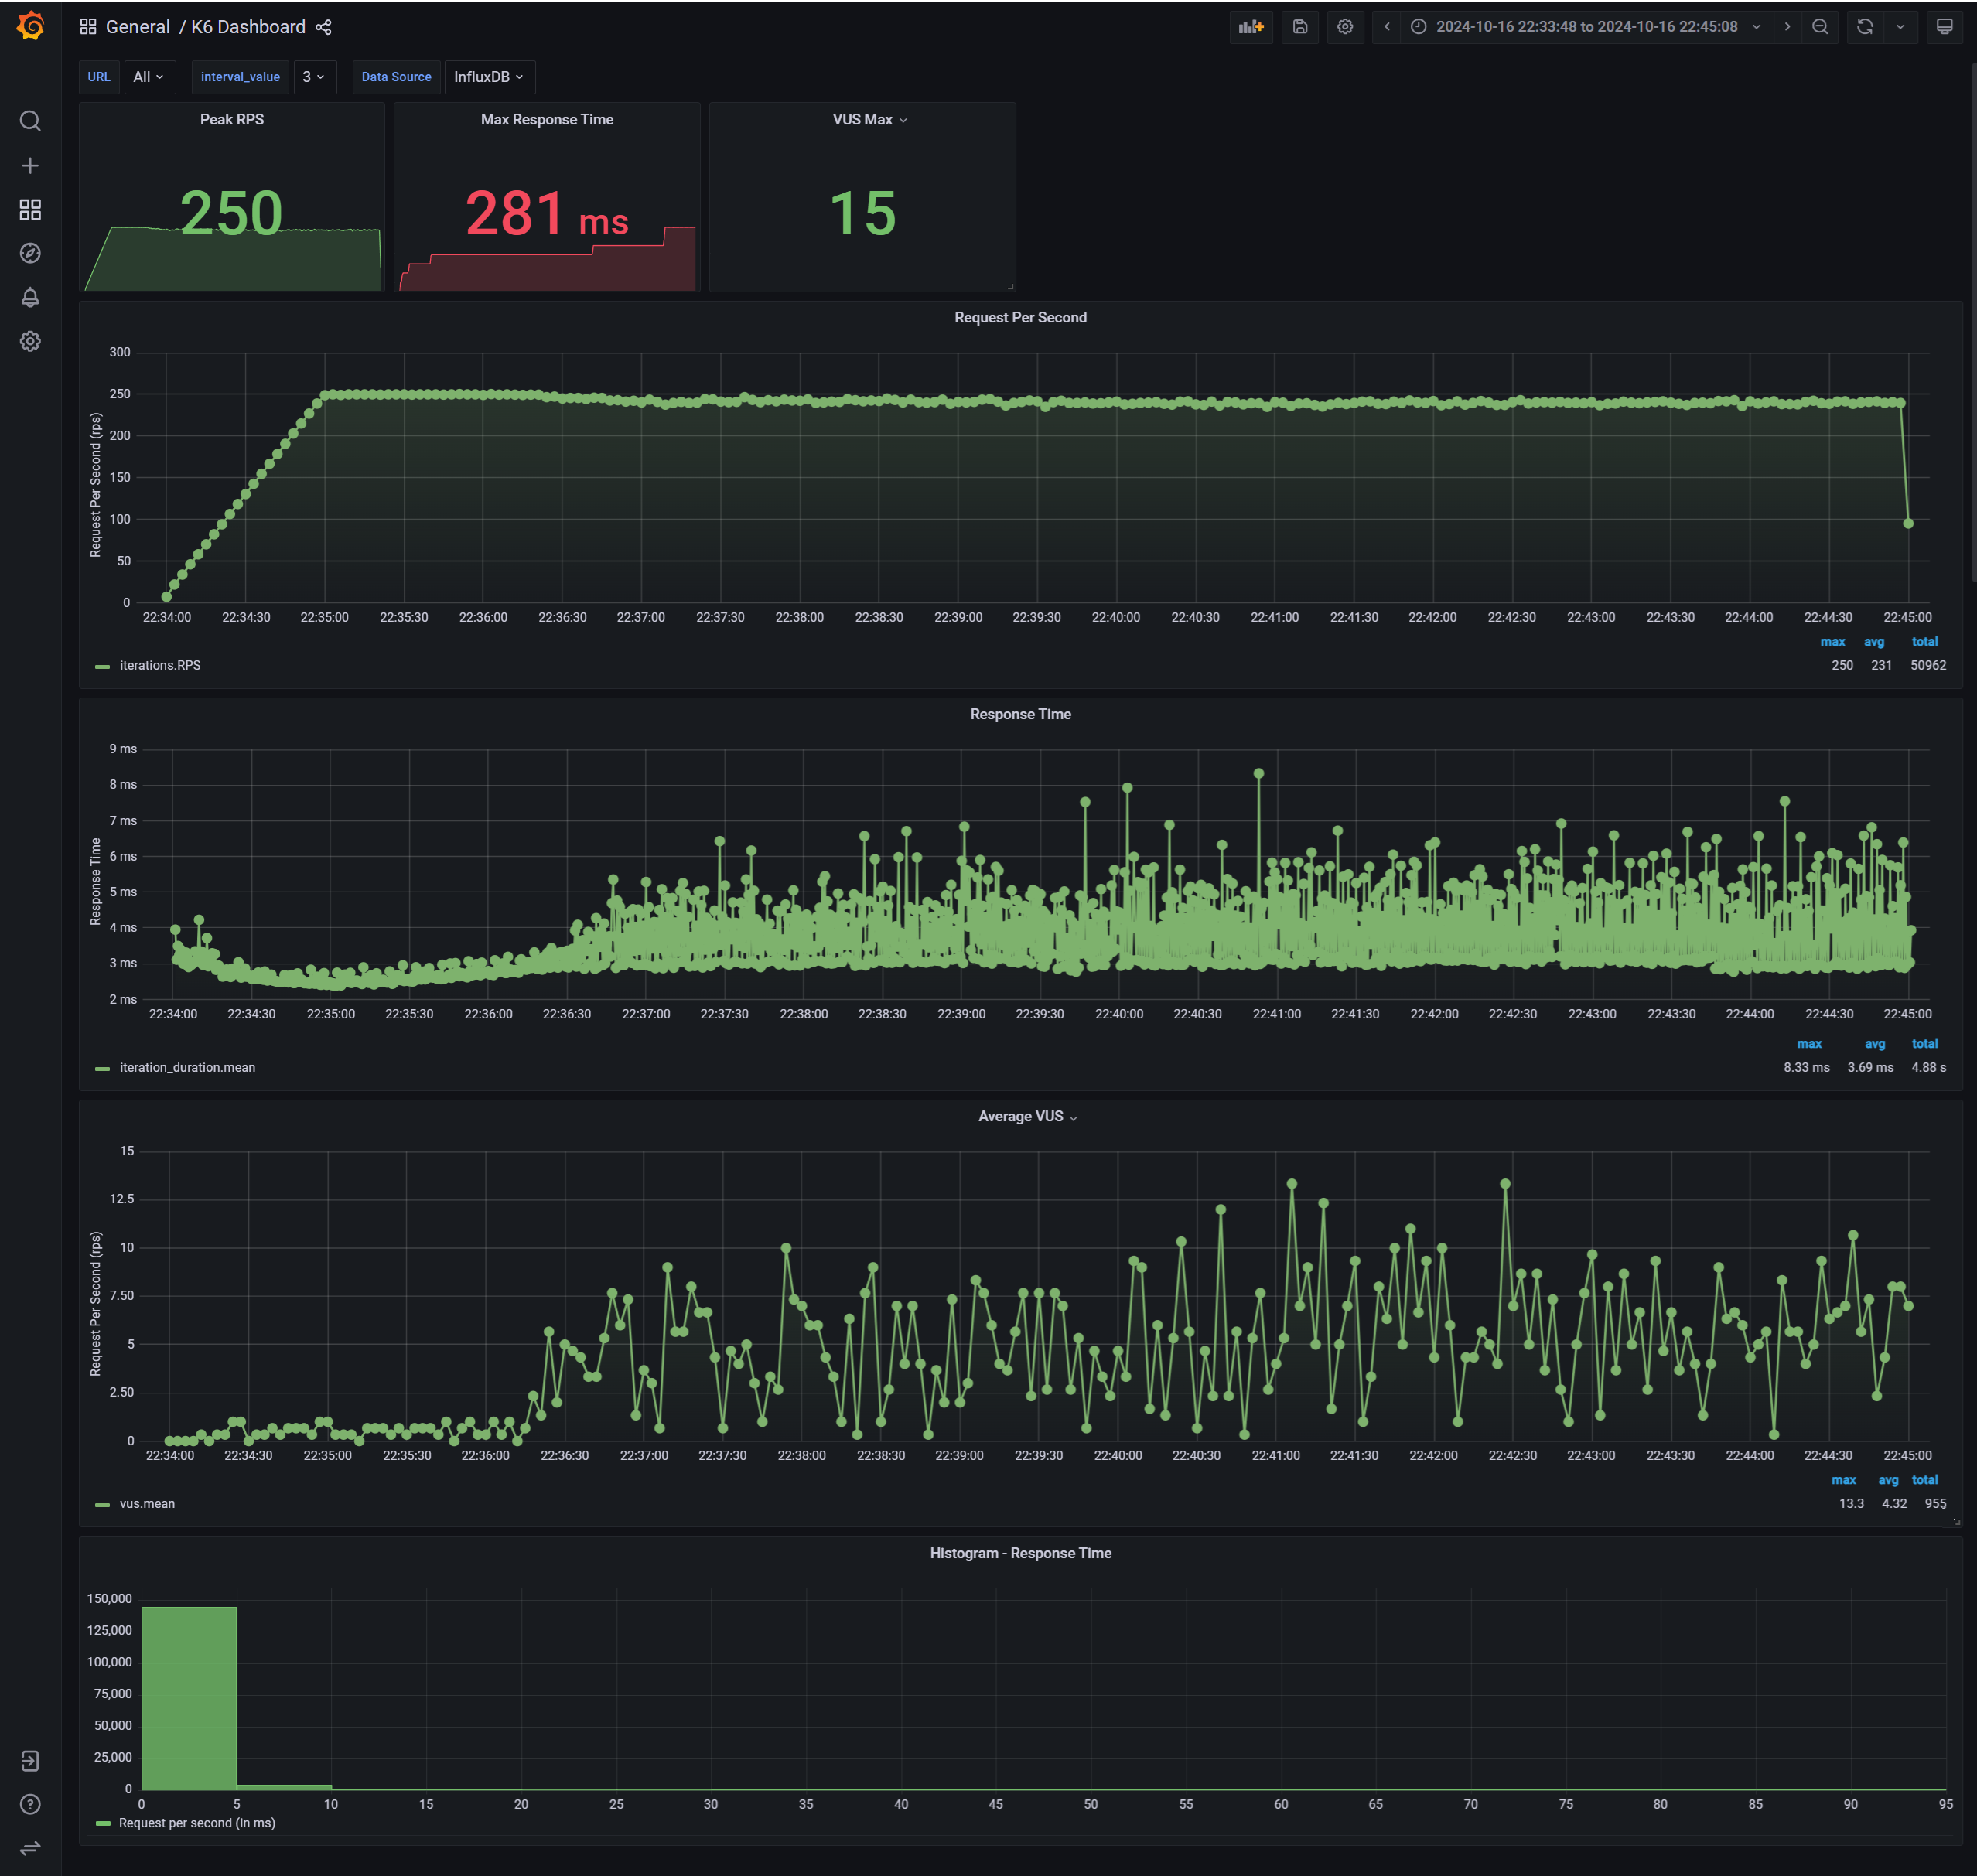 General / K6 Dashboard
2024-10-16 22:33:48 to 2024-10-16 22:45:08
URL All interval_value 3 Data Source InfluxDB
Peak RPS
250
Max Response Time
281 ms
VUS Max
15
Request Per Second
Request Per Second (rps)
300
250
200
150
100
50
0
22:34:00 22:34:30 22:35:00 22:35:30 22:36:00 22:36:30 22:37:00 22:37:30 22:38:00 22:38:30 22:39:00 22:39:30 22:40:00 22:40:30 22:41:00 22:41:30 22:42:00 22:42:30 22:43:00 22:43:30 22:44:00 22:44:30 22:45:00
max avg total
iterations.RPS 250 231 50962
Response Time
Response Time
9 ms
8 ms
7 ms
6 ms
5 ms
4 ms
3 ms
2 ms
22:34:00 22:34:30 22:35:00 22:35:30 22:36:00 22:36:30 22:37:00 22:37:30 22:38:00 22:38:30 22:39:00 22:39:30 22:40:00 22:40:30 22:41:00 22:41:30 22:42:00 22:42:30 22:43:00 22:43:30 22:44:00 22:44:30 22:45:00
max avg total
iteration_duration.mean 8.33 ms 3.69 ms 4.88 s
Average VUS
Request Per Second (rps)
15
12.5
10
7.50
5
2.50
0
22:34:00 22:34:30 22:35:00 22:35:30 22:36:00 22:36:30 22:37:00 22:37:30 22:38:00 22:38:30 22:39:00 22:39:30 22:40:00 22:40:30 22:41:00 22:41:30 22:42:00 22:42:30 22:43:00 22:43:30 22:44:00 22:44:30 22:45:00
max avg total
vus.mean 13.3 4.32 955
Histogram - Response Time
150,000
125,000
100,000
75,000
50,000
25,000
0
0 5 10 15 20 25 30 35 40 45 50 55 60 65 70 75 80 85 90 95
Request per second (in ms)